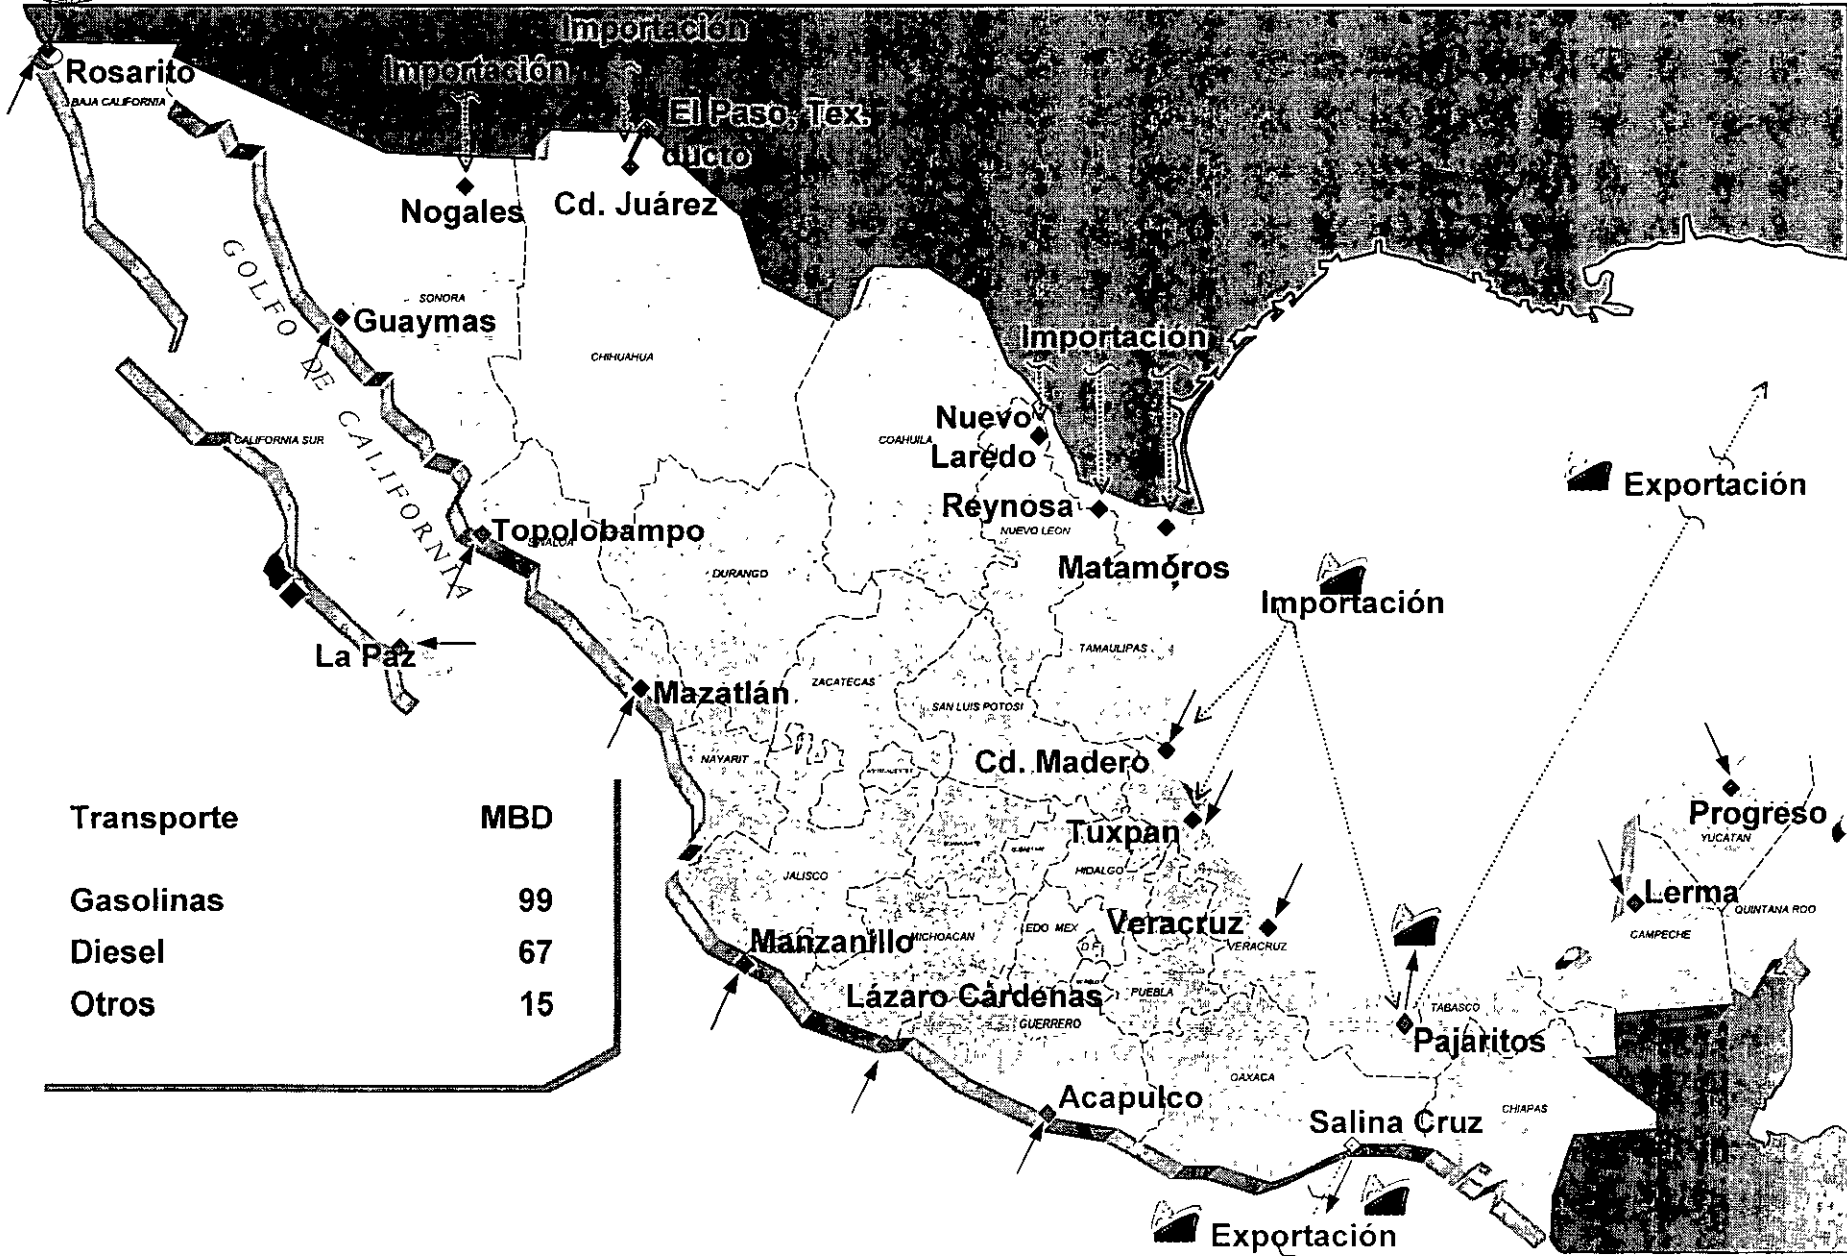 Importación
Importación
Rosarito
BAJA CALIFORNIA
El Paso, Tex.
ducto
Nogales
Cd. Juárez
GOLFO DE CALIFORNIA
SONORA
Guaymas
CHIHUAHUA
Importación
Nuevo
Laredo
COAHUILA
CALIFORNIA SUR
Exportación
Reynosa
NUEVO LEON
Topolobampo
SINALOA
DURANGO
Matamoros
Importación
La Paz
TAMAULIPAS
ZACATECAS
Mazatlán
SAN LUIS POTOSI
NAYARIT
Cd. Madero
Progreso
YUCATAN
Tuxpan
Transporte MBD
JALISCO
HIDALGO
Lerma
QUINTANA ROO
Gasolinas 99
Veracruz
VERACRUZ
EDO MEX
CAMPECHE
Manzanillo
MICHOACAN
D F
Diesel 67
Lázaro Cárdenas
PUEBLA
Otros 15
GUERRERO
TABASCO
Pajaritos
OAXACA
Acapulco
CHIAPAS
Salina Cruz
Exportación